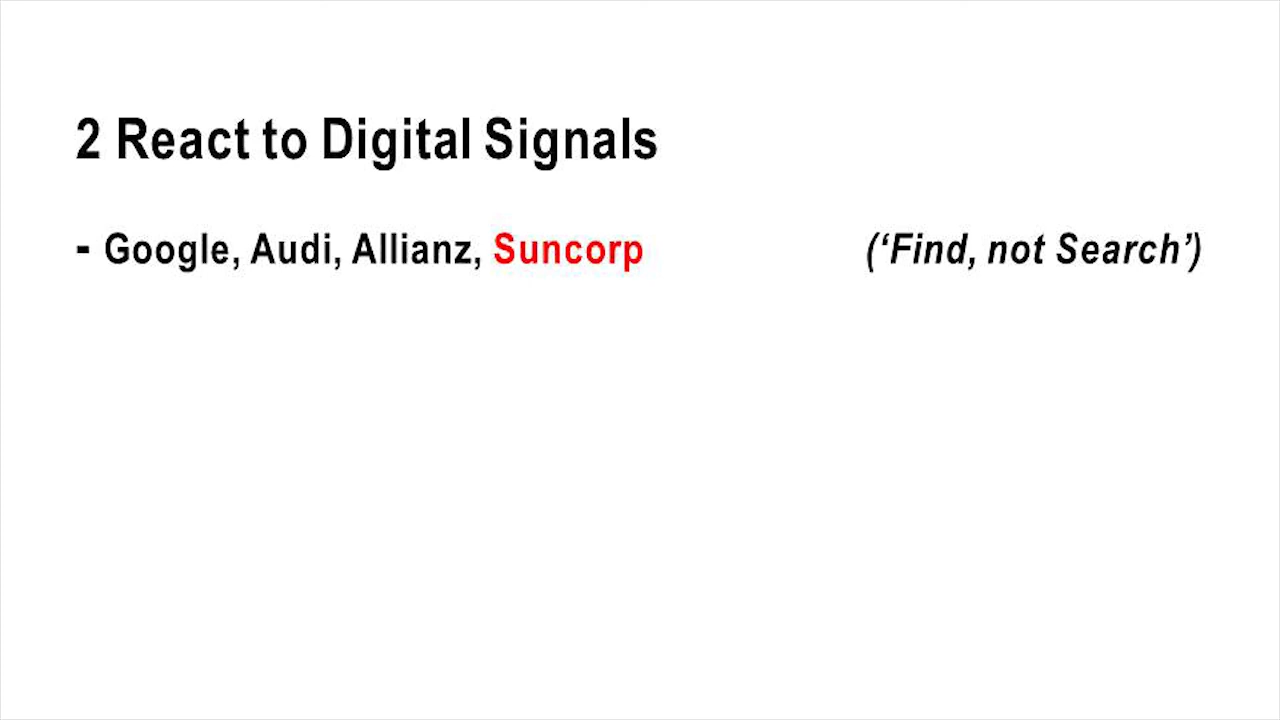 2 React to Digital Signals
- Google, Audi, Allianz, Suncorp (‘Find, not Search’)